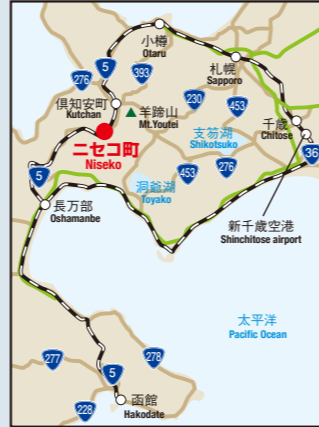 小樽
Otaru
5
札幌
Sapporo
276
393
倶知安町
Kutchan
羊蹄山
Mt.Youtei
230
453
千歳
Chitose
支笏湖
Shikotsuko
ニセコ町
Niseko
36
5
洞爺湖
Toyako
453
276
長万部
Oshamanbe
新千歳空港
Shinchitose airport
太平洋
Pacific Ocean
277
5
278
228
函館
Hakodate